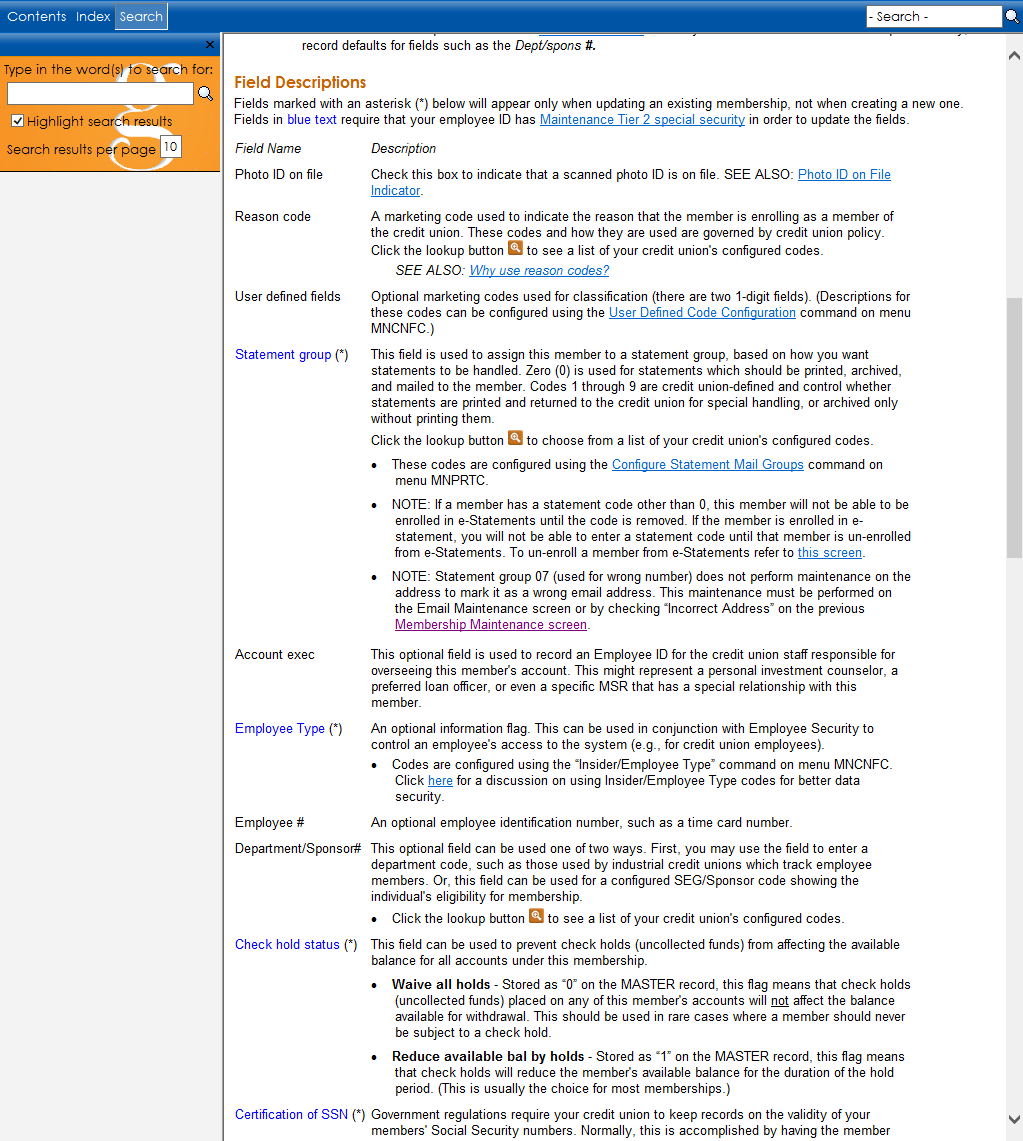 Contents Index Search
- Search -
Type in the word(s) to search for:
Highlight search results
Search results per page 10
record defaults for fields such as the Dept/spons #.
Field Descriptions
Fields marked with an asterisk (*) below will appear only when updating an existing membership, not when creating a new one.
Fields in blue text require that your employee ID has Maintenance Tier 2 special security in order to update the fields.
Field Name Description
Photo ID on file Check this box to indicate that a scanned photo ID is on file. SEE ALSO: Photo ID on File
Indicator.
Reason code A marketing code used to indicate the reason that the member is enrolling as a member of
the credit union. These codes and how they are used are governed by credit union policy.
Click the lookup button to see a list of your credit union's configured codes.
SEE ALSO: Why use reason codes?
User defined fields Optional marketing codes used for classification (there are two 1-digit fields). (Descriptions for
these codes can be configured using the User Defined Code Configuration command on menu
MNCNFC.)
Statement group (*) This field is used to assign this member to a statement group, based on how you want
statements to be handled. Zero (0) is used for statements which should be printed, archived,
and mailed to the member. Codes 1 through 9 are credit union-defined and control whether
statements are printed and returned to the credit union for special handling, or archived only
without printing them.
Click the lookup button to choose from a list of your credit union's configured codes.
• These codes are configured using the Configure Statement Mail Groups command on
menu MNPRTC.
• NOTE: If a member has a statement code other than 0, this member will not be able to be
enrolled in e-Statements until the code is removed. If the member is enrolled in e-
statement, you will not be able to enter a statement code until that member is un-enrolled
from e-Statements. To un-enroll a member from e-Statements refer to this screen.
• NOTE: Statement group 07 (used for wrong number) does not perform maintenance on the
address to mark it as a wrong email address. This maintenance must be performed on
the Email Maintenance screen or by checking “Incorrect Address” on the previous
Membership Maintenance screen.
Account exec This optional field is used to record an Employee ID for the credit union staff responsible for
overseeing this member's account. This might represent a personal investment counselor, a
preferred loan officer, or even a specific MSR that has a special relationship with this
member.
Employee Type (*) An optional information flag. This can be used in conjunction with Employee Security to
control an employee's access to the system (e.g., for credit union employees).
• Codes are configured using the “Insider/Employee Type” command on menu MNCNFC.
Click here for a discussion on using Insider/Employee Type codes for better data
security.
Employee # An optional employee identification number, such as a time card number.
Department/Sponsor# This optional field can be used one of two ways. First, you may use the field to enter a
department code, such as those used by industrial credit unions which track employee
members. Or, this field can be used for a configured SEG/Sponsor code showing the
individual's eligibility for membership.
• Click the lookup button to see a list of your credit union's configured codes.
Check hold status (*) This field can be used to prevent check holds (uncollected funds) from affecting the available
balance for all accounts under this membership.
• Waive all holds - Stored as “0” on the MASTER record, this flag means that check holds
(uncollected funds) placed on any of this member's accounts will not affect the balance
available for withdrawal. This should be used in rare cases where a member should never
be subject to a check hold.
• Reduce available bal by holds - Stored as “1” on the MASTER record, this flag means
that check holds will reduce the member's available balance for the duration of the hold
period. (This is usually the choice for most memberships.)
Certification of SSN (*) Government regulations require your credit union to keep records on the validity of your
members' Social Security numbers. Normally, this is accomplished by having the member